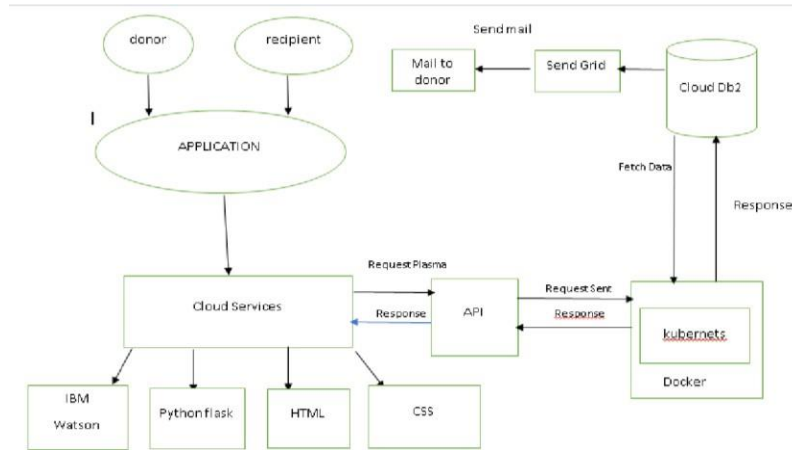 donor
recipient
Send mail
Mail to
donor
Send Grid
Cloud Db2
APPLICATION
Fetch Data
Response
Request Plasma
Cloud Services
Response
API
Request Sent
Response
kubernets
Docker
IBM
Watson
Python flask
HTML
CSS